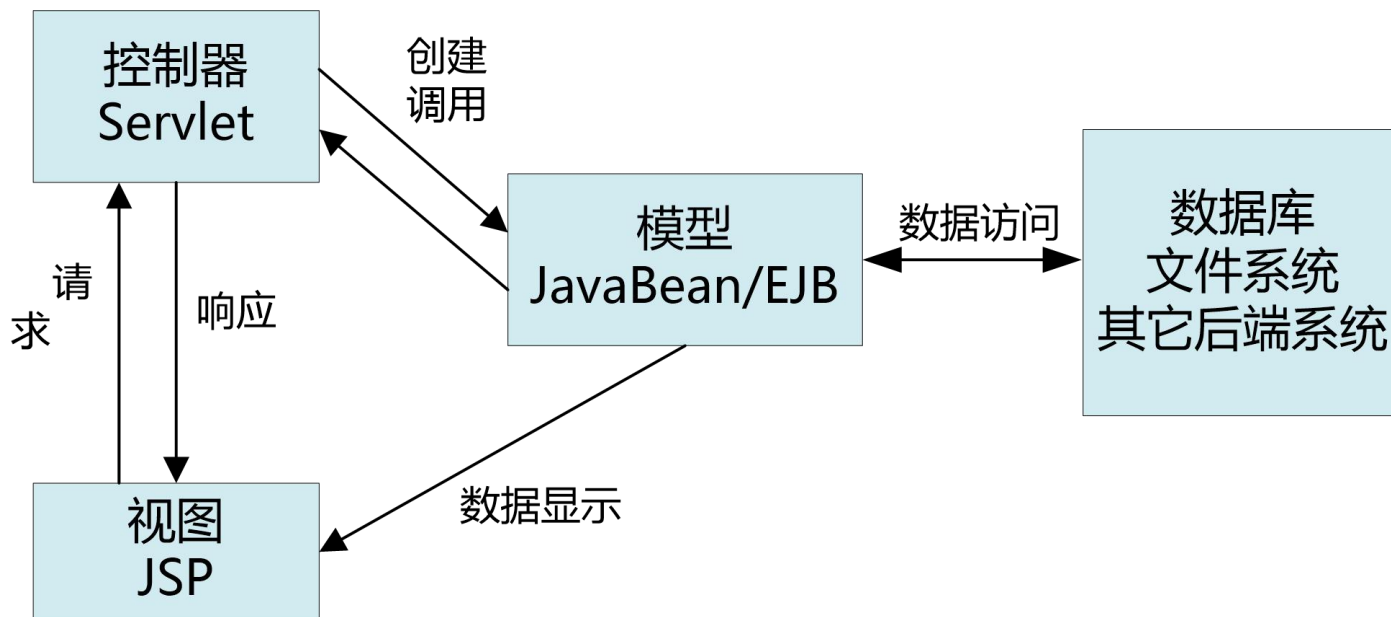 控制器
Servlet
创建
调用
模型
JavaBean/EJB
数据访问
数据库
文件系统
其它后端系统
请
求
响应
数据显示
视图
JSP